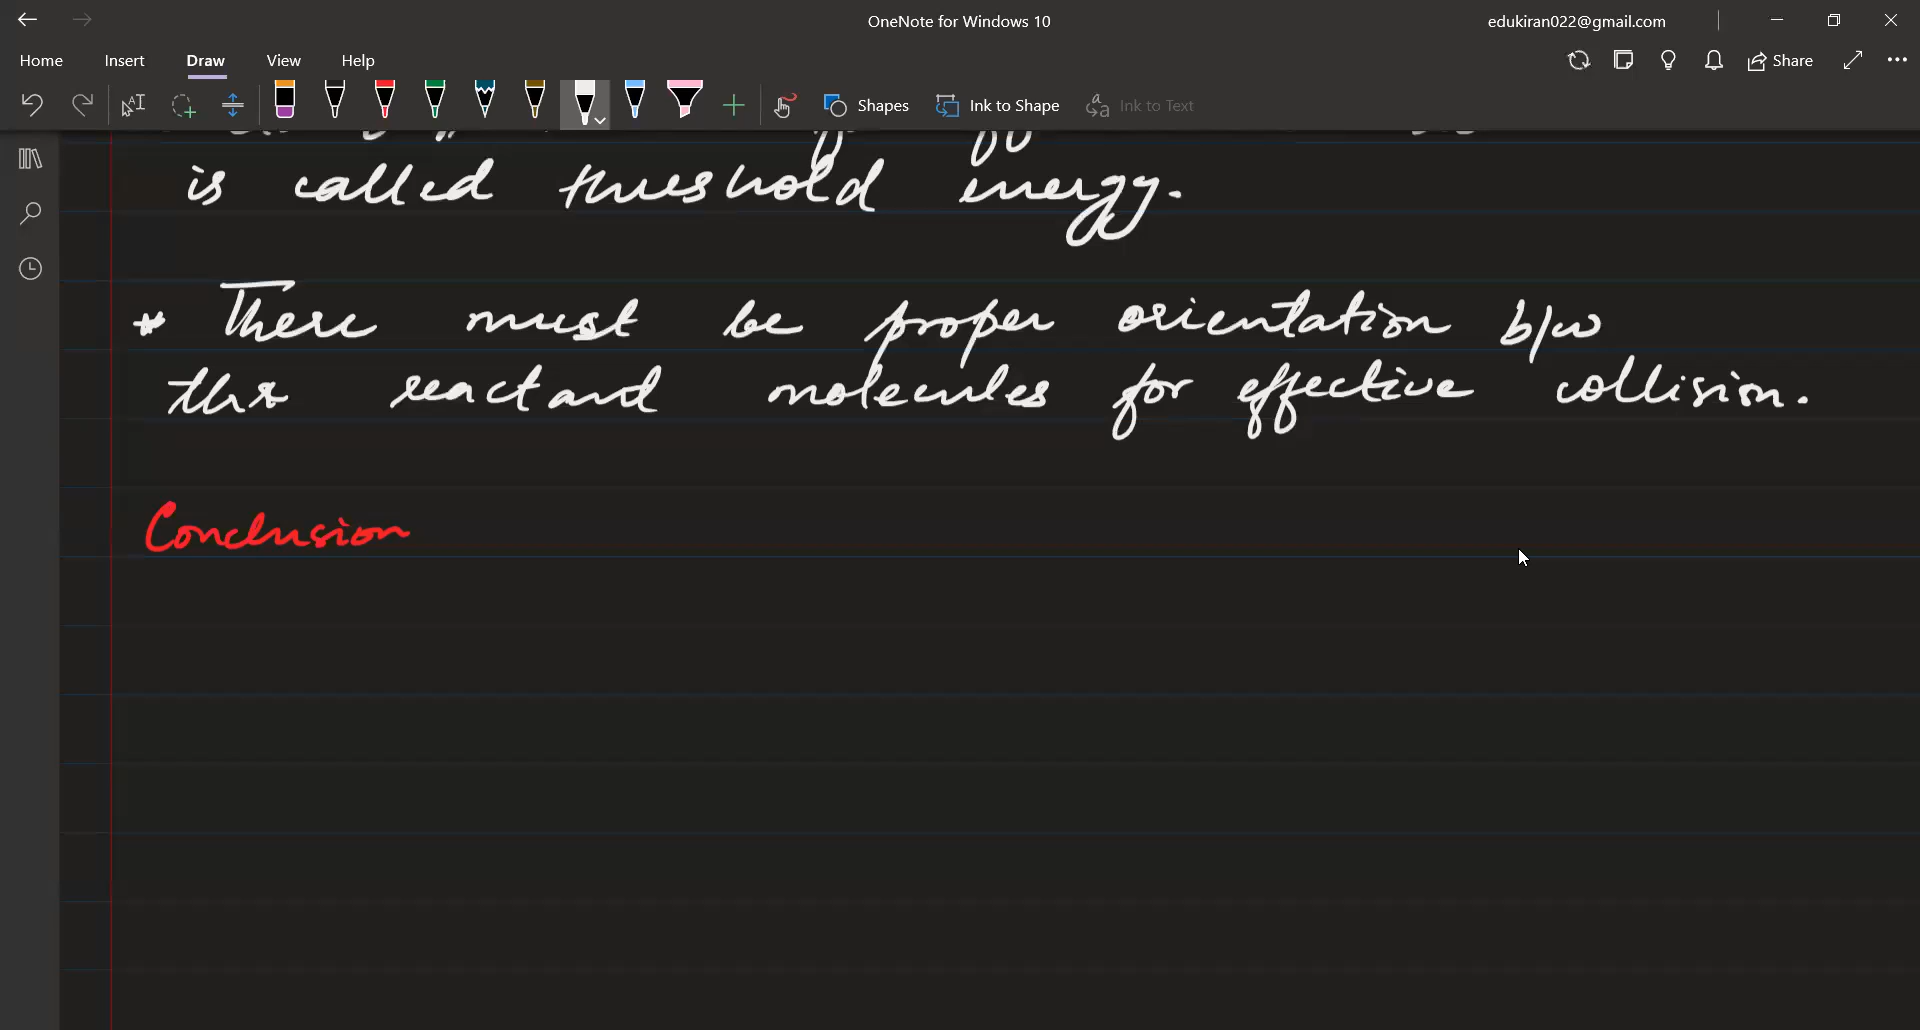 OneNote for Windows 10
edukiran022@gmail.com
Home Insert Draw View Help
Share
Shapes Ink to Shape Ink to Text
is called threshold energy.
* There must be proper orientation b/w
the reactand molecules for effective collision.
Conclusion